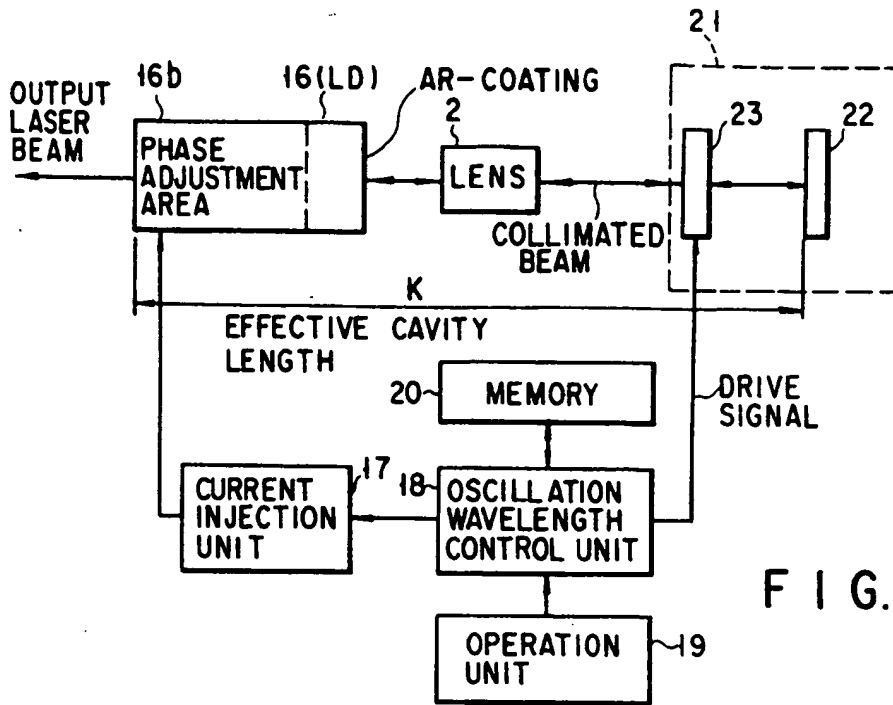 21
16b
16(LD)
AR-COATING
OUTPUT
LASER
BEAM
2
23
22
PHASE
ADJUSTMENT
AREA
LENS
COLLIMATED
BEAM
K
EFFECTIVE CAVITY
LENGTH
20
MEMORY
DRIVE
SIGNAL
17
18
CURRENT
INJECTION
UNIT
OSCILLATION
WAVELENGTH
CONTROL UNIT
FIG.
OPERATION
UNIT
19